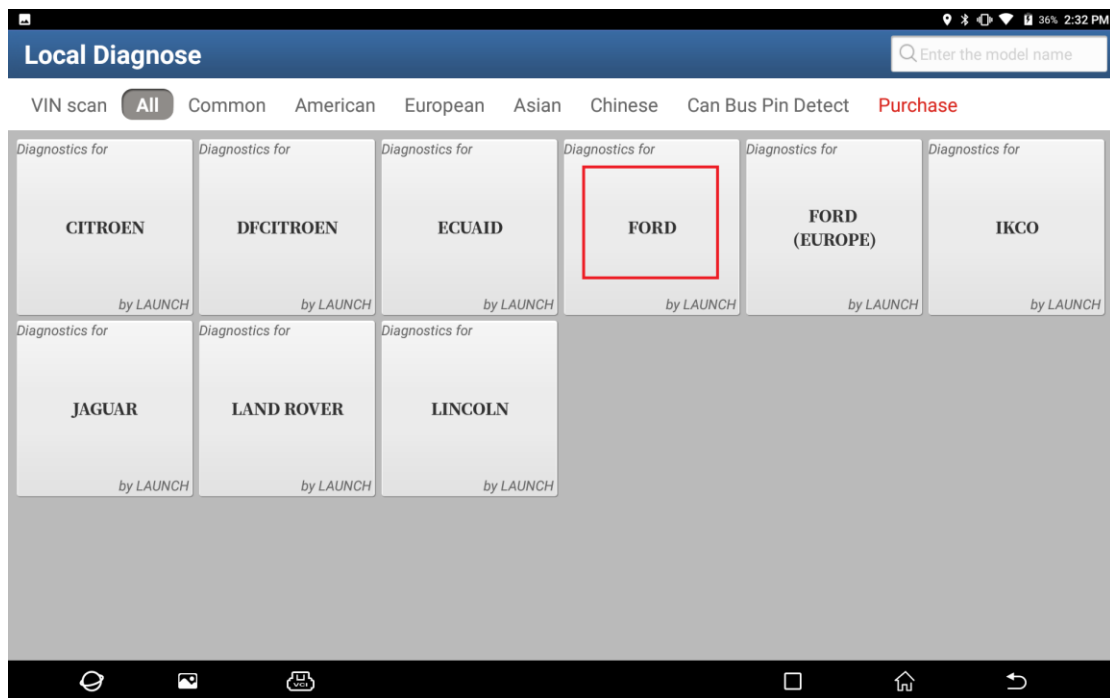 36% 2:32 PM
Local Diagnose
Enter the model name
VIN scan All Common American European Asian Chinese Can Bus Pin Detect Purchase
Diagnostics for
CITROEN
by LAUNCH
Diagnostics for
DFCITROEN
by LAUNCH
Diagnostics for
ECUAID
by LAUNCH
Diagnostics for
FORD
by LAUNCH
Diagnostics for
FORD
(EUROPE)
by LAUNCH
Diagnostics for
IKCO
by LAUNCH
Diagnostics for
JAGUAR
by LAUNCH
Diagnostics for
LAND ROVER
by LAUNCH
Diagnostics for
LINCOLN
by LAUNCH
VCI